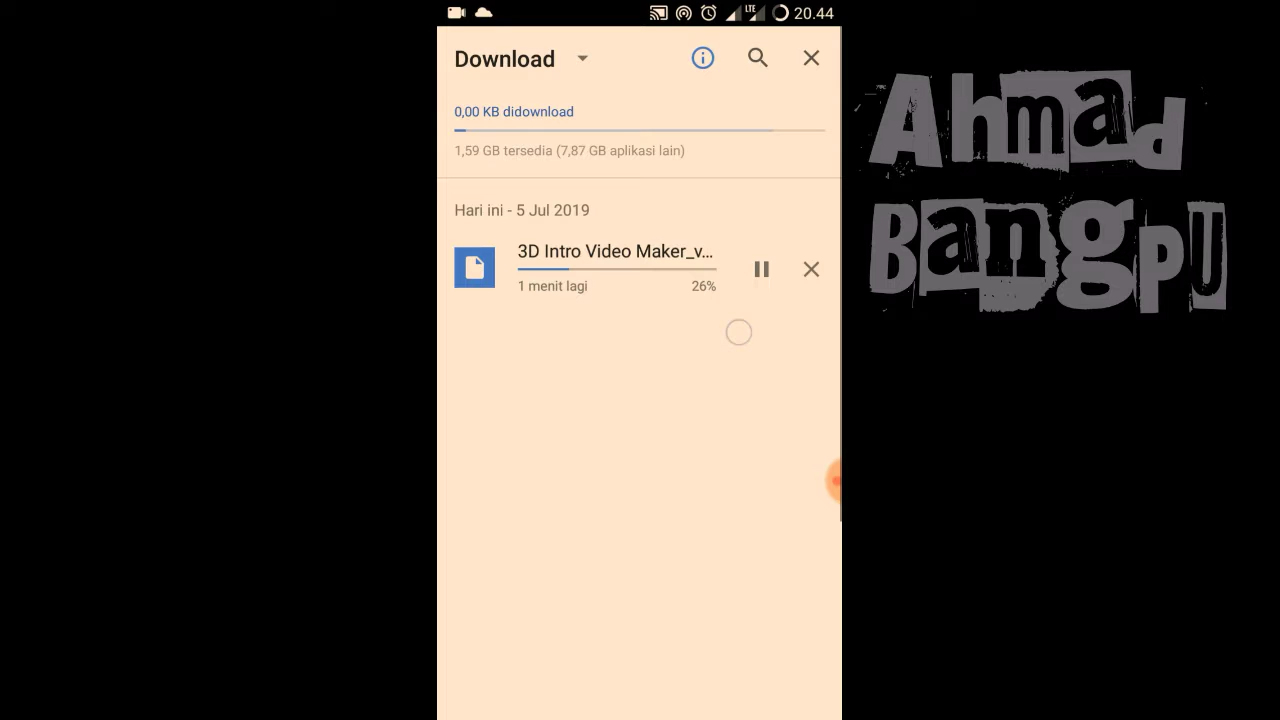 LTE 20.44
Download
0,00 KB didownload
1,59 GB tersedia (7,87 GB aplikasi lain)
Hari ini - 5 Jul 2019
3D Intro Video Maker_v...
1 menit lagi 26%
Ahmad
BangpU